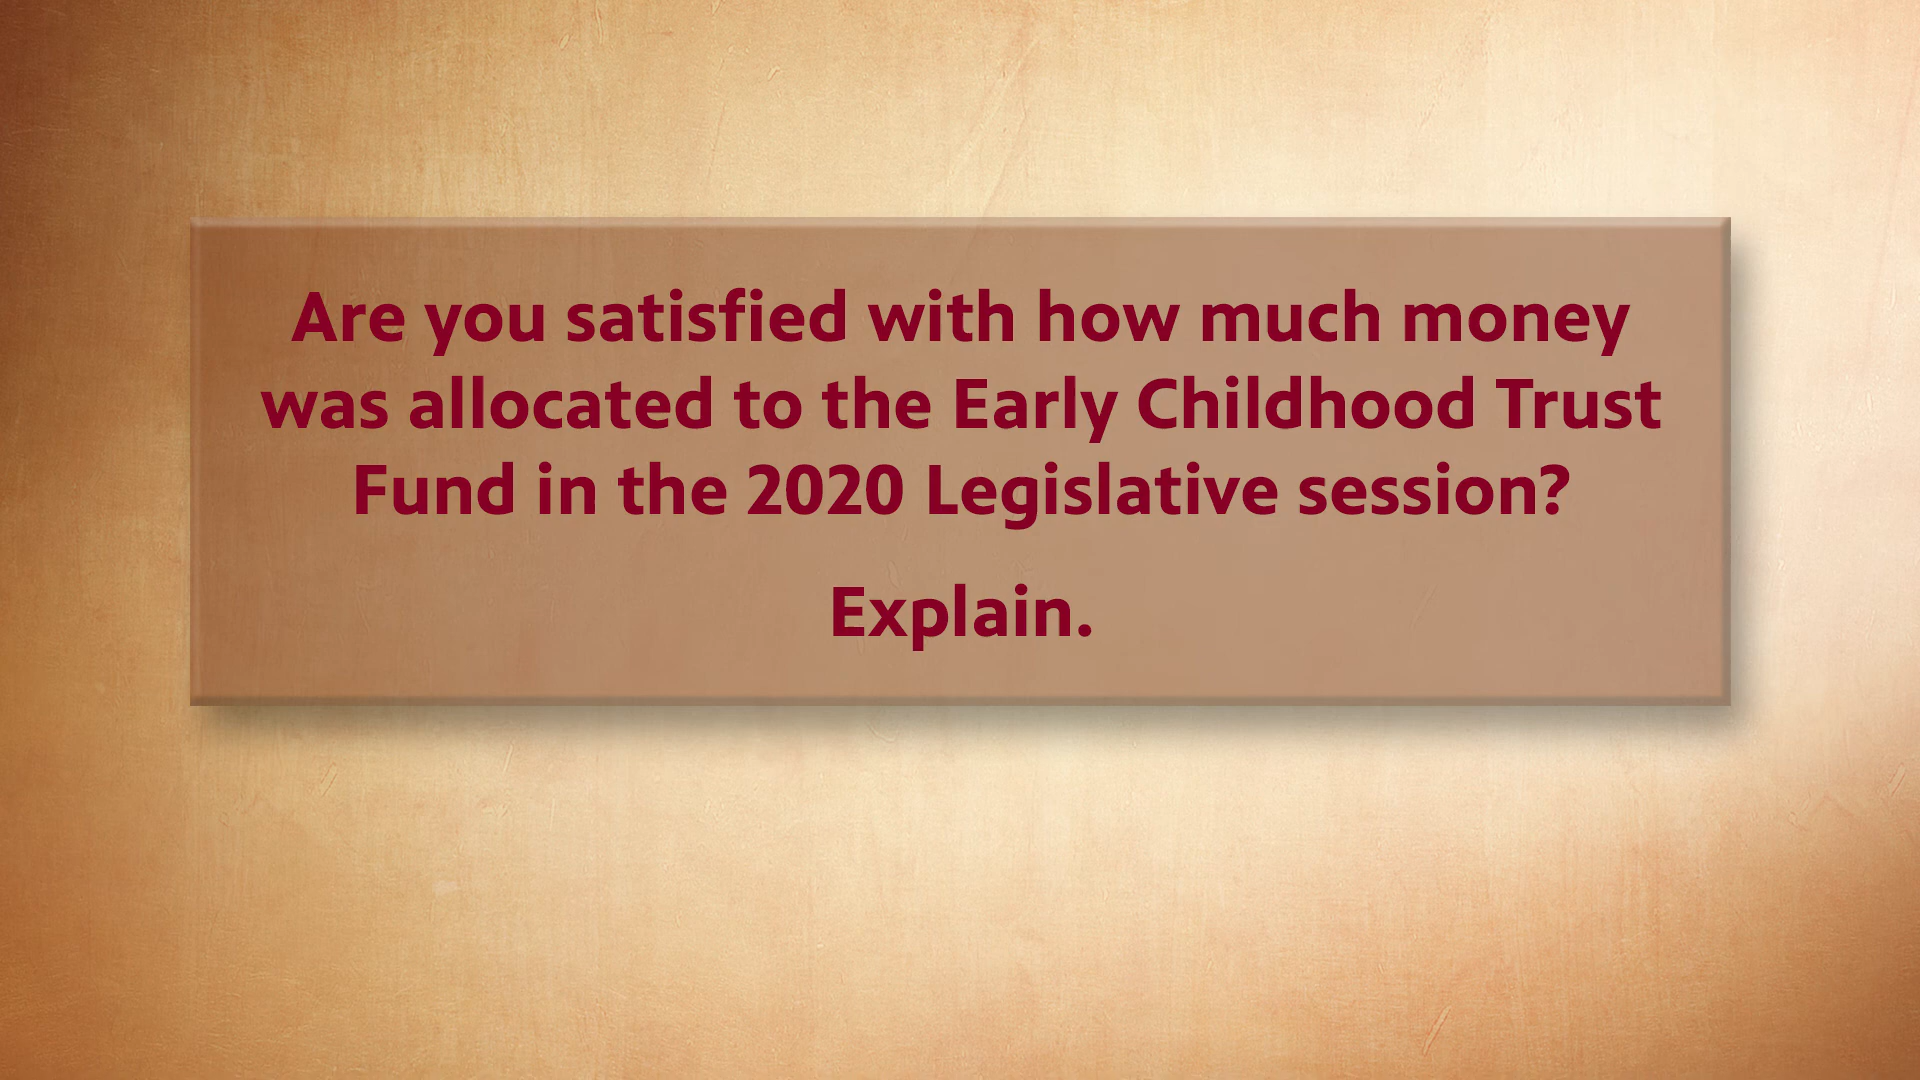 Are you satisfied with how much money
was allocated to the Early Childhood Trust
Fund in the 2020 Legislative session?
Explain.